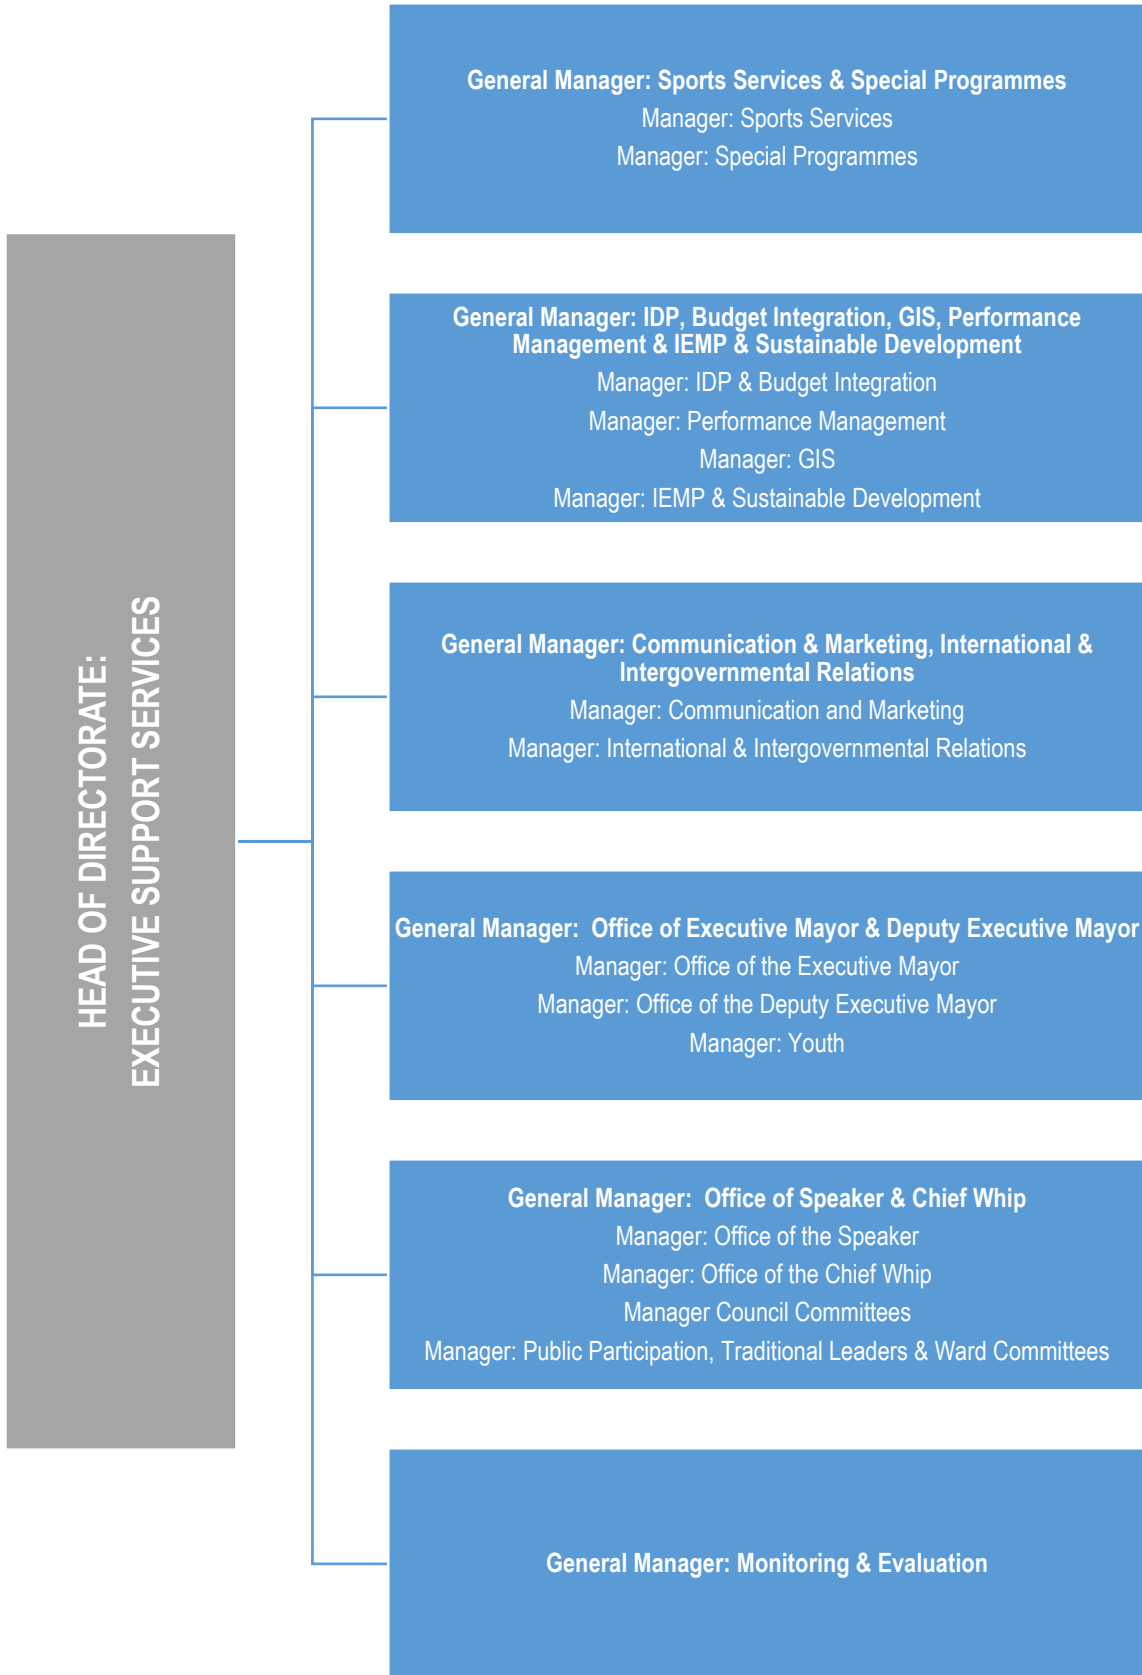 HEAD OF DIRECTORATE:
EXECUTIVE SUPPORT SERVICES
General Manager: Sports Services & Special Programmes
Manager: Sports Services
Manager: Special Programmes
General Manager: IDP, Budget Integration, GIS, Performance
Management & IEMP & Sustainable Development
Manager: IDP & Budget Integration
Manager: Performance Management
Manager: GIS
Manager: IEMP & Sustainable Development
General Manager: Communication & Marketing, International &
Intergovernmental Relations
Manager: Communication and Marketing
Manager: International & Intergovernmental Relations
General Manager:  Office of Executive Mayor & Deputy Executive Mayor
Manager: Office of the Executive Mayor
Manager: Office of the Deputy Executive Mayor
Manager: Youth
General Manager:  Office of Speaker & Chief Whip
Manager: Office of the Speaker
Manager: Office of the Chief Whip
Manager Council Committees
Manager: Public Participation, Traditional Leaders & Ward Committees
General Manager: Monitoring & Evaluation